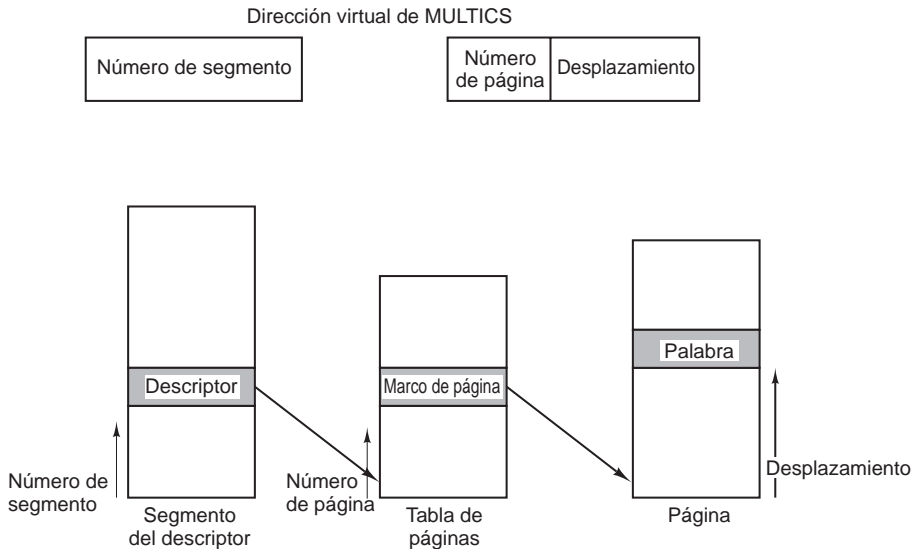 Dirección virtual de MULTICS
Número de segmento
Número
de página
Desplazamiento
Descriptor
Marco de página
Palabra
Número de
segmento
Número
de página
Desplazamiento
Segmento
del descriptor
Tabla de
páginas
Página